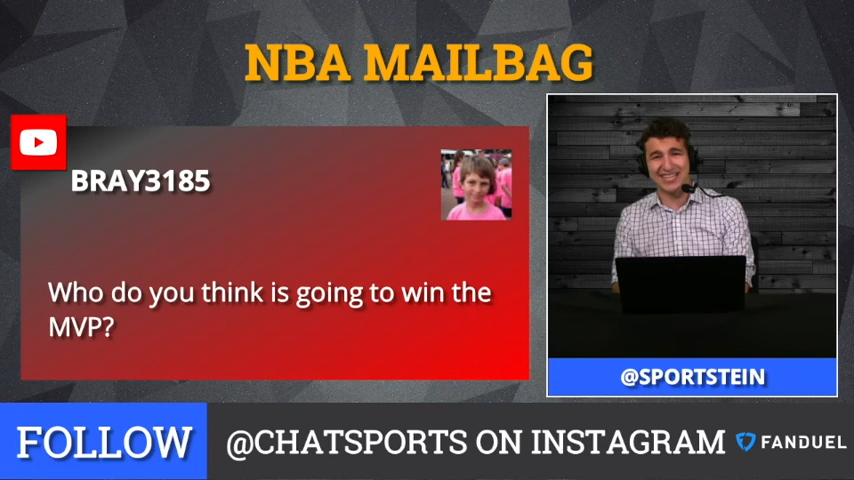 NBA MAILBAG
BRAY3185
Who do you think is going to win the
MVP?
@SPORTSTEIN
FOLLOW
@CHATSPORTS ON INSTAGRAM
FANDUEL